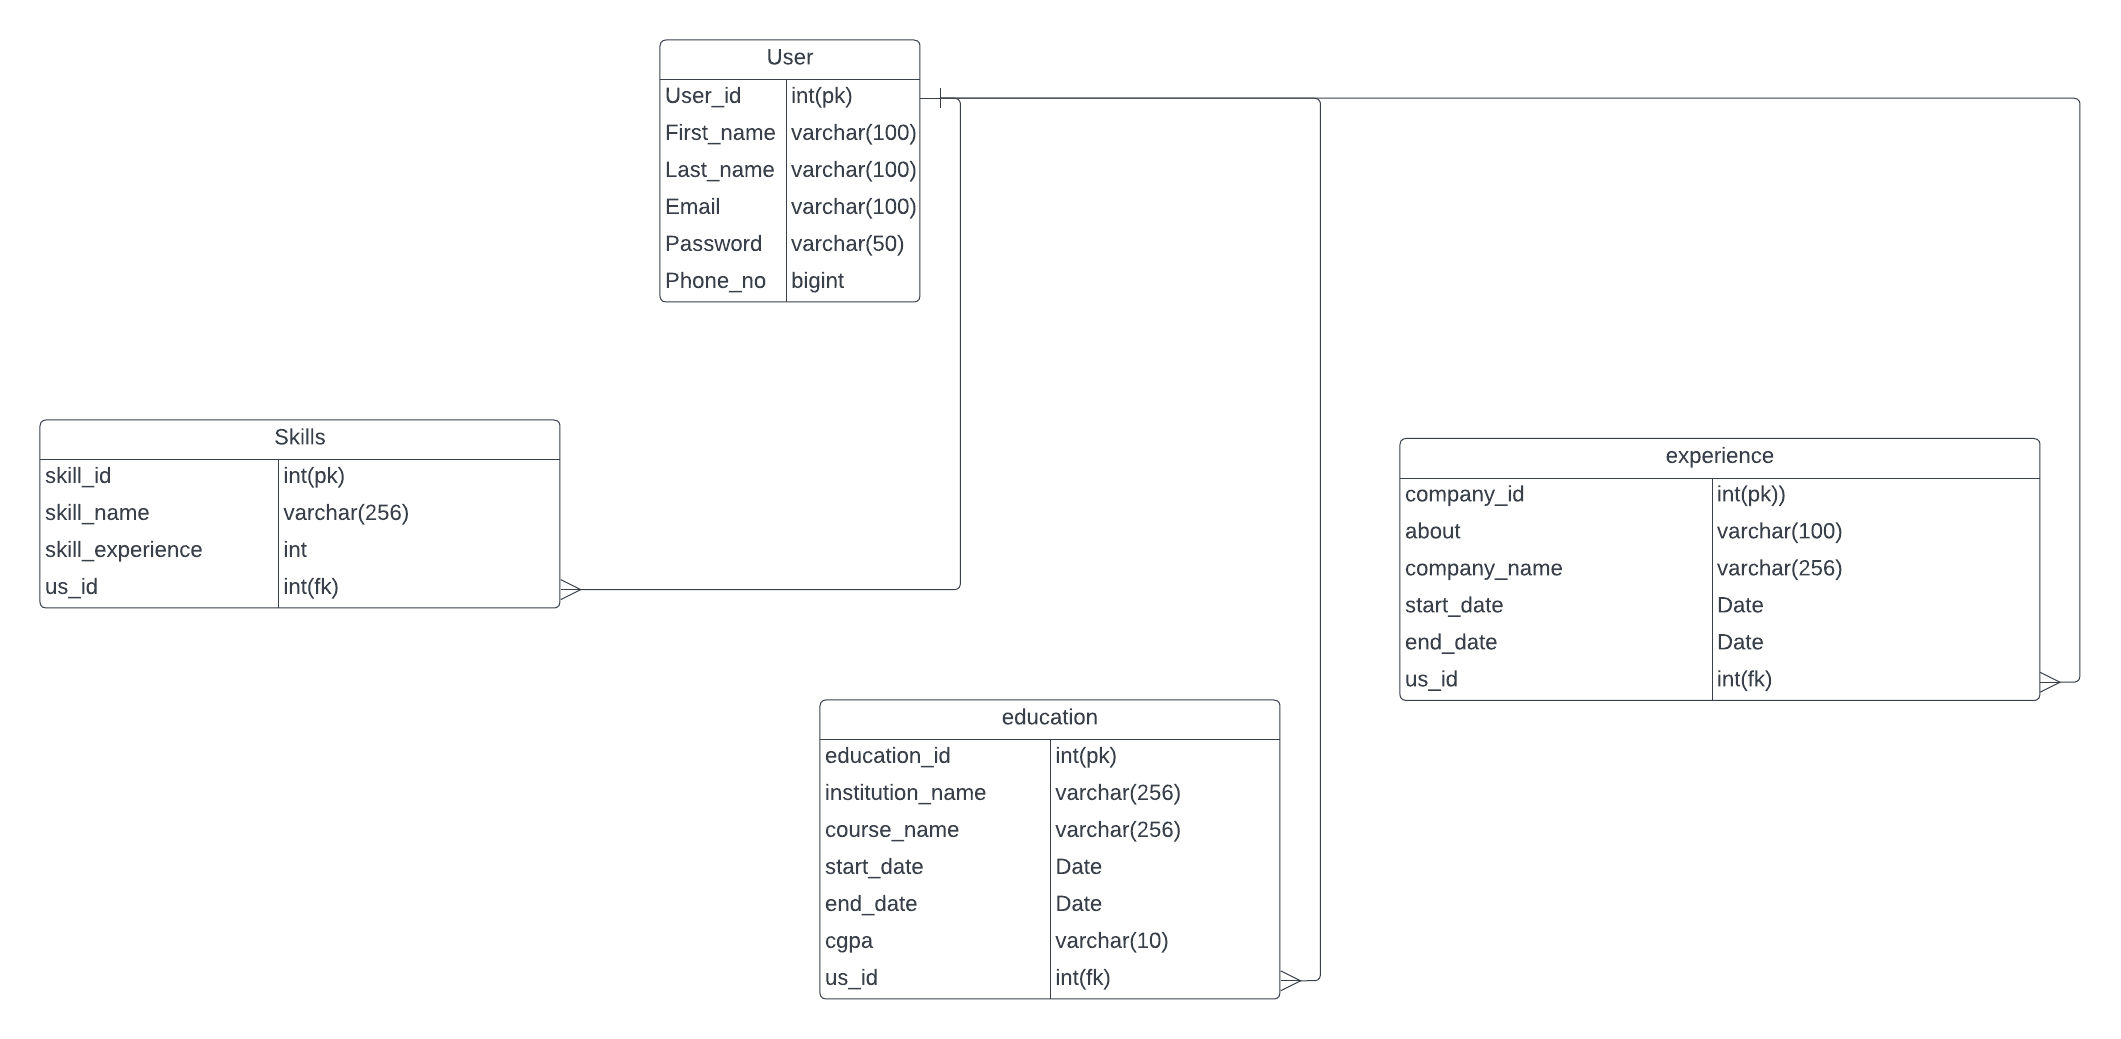 User
User_id int(pk)
First_name varchar(100)
Last_name varchar(100)
Email varchar(100)
Password varchar(50)
Phone_no bigint
Skills
skill_id int(pk)
skill_name varchar(256)
skill_experience int
us_id int(fk)
experience
company_id int(pk))
about varchar(100)
company_name varchar(256)
start_date Date
end_date Date
us_id int(fk)
education
education_id int(pk)
institution_name varchar(256)
course_name varchar(256)
start_date Date
end_date Date
cgpa varchar(10)
us_id int(fk)